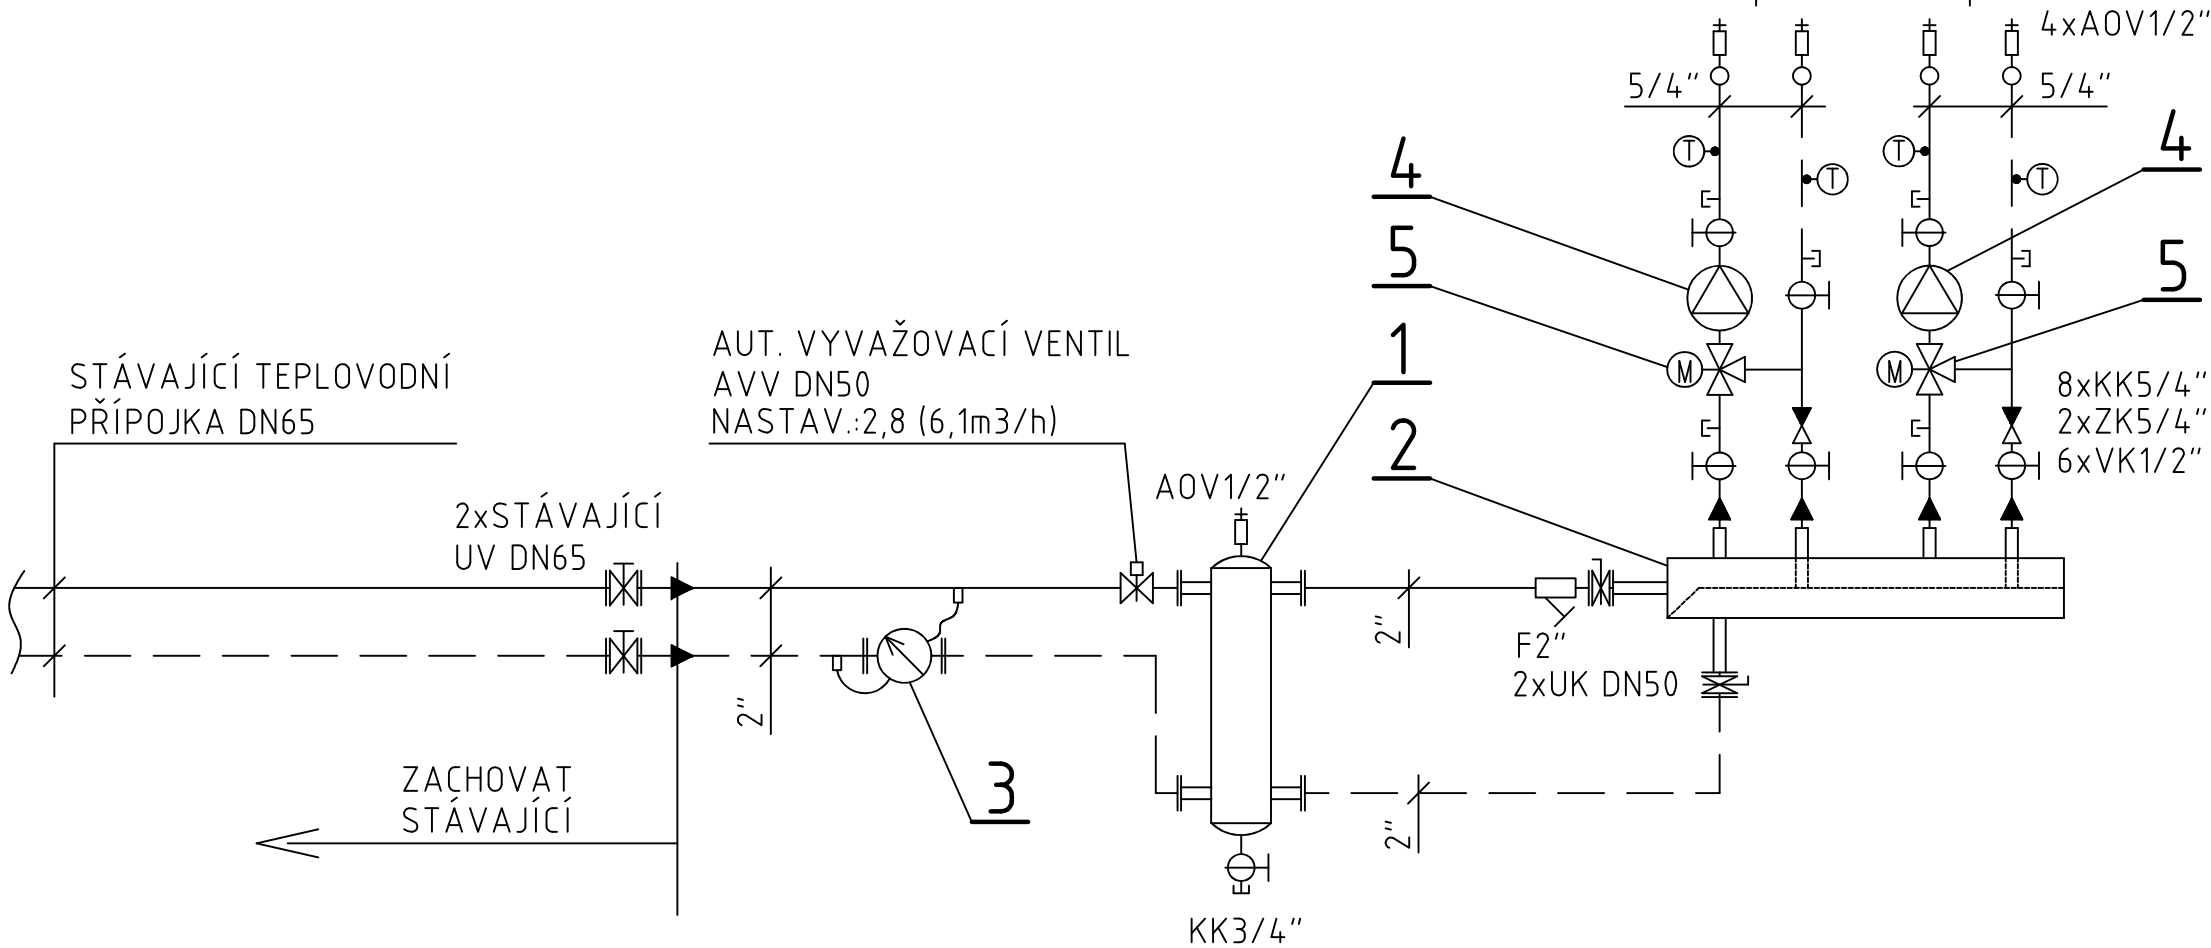 4xAOV1/2"
5/4"
5/4"
4
4
T
T
T
T
5
5
1
AUT. VYVAŽOVACÍ VENTIL
AVV DN50
NASTAV.:2,8 (6,1m3/h)
STÁVAJÍCÍ TEPLOVODNÍ
PŘÍPOJKA DN65
M
M
8xKK5/4"
2xZK5/4"
6xVK1/2"
2
AOV1/2"
2xSTÁVAJÍCÍ
UV DN65
2"
F2"
2xUK DN50
2"
3
ZACHOVAT
STÁVAJÍCÍ
2"
KK3/4"